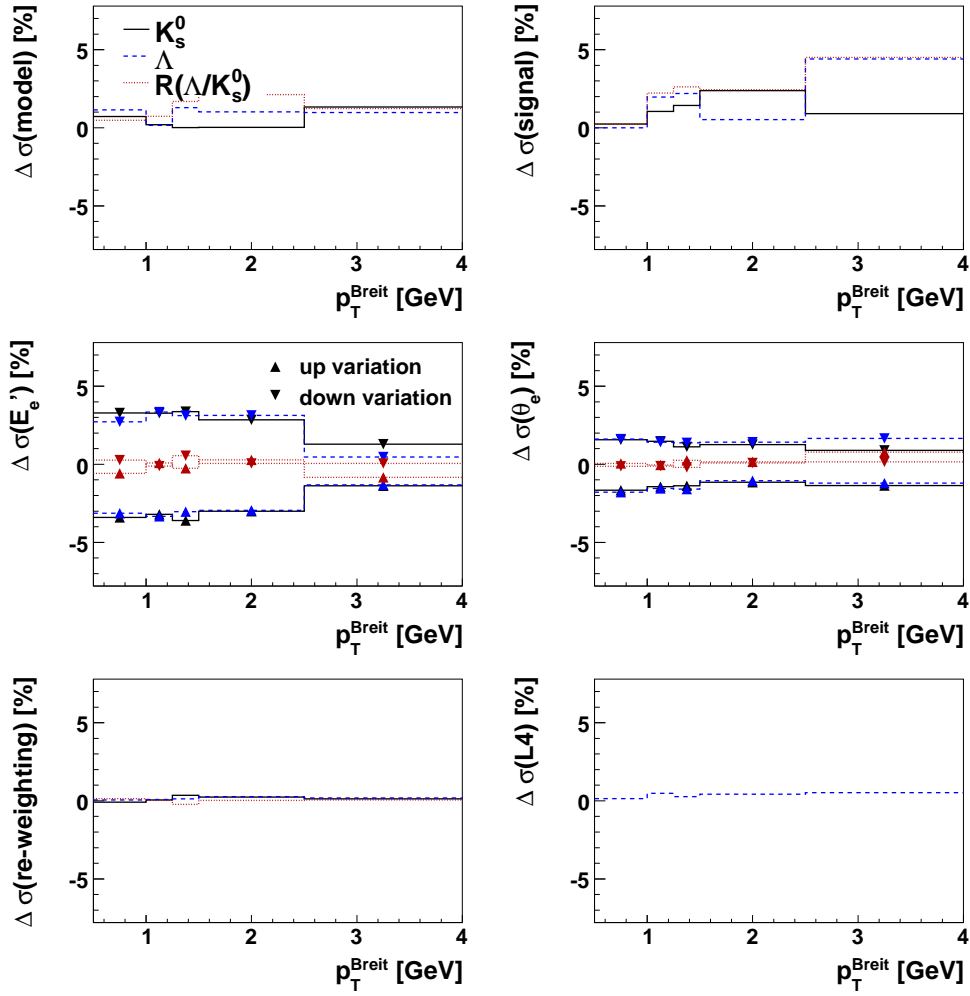 Δ σ(model) [%]
5
0
-5
K_s^0
Λ
R(Λ/K_s^0)
1 2 3 4
p_T^Breit [GeV]
Δ σ(signal) [%]
5
0
-5
1 2 3 4
p_T^Breit [GeV]
Δ σ(E_e') [%]
5
0
-5
up variation
down variation
1 2 3 4
p_T^Breit [GeV]
Δ σ(θ_e) [%]
5
0
-5
1 2 3 4
p_T^Breit [GeV]
Δ σ(re-weighting) [%]
5
0
-5
1 2 3 4
p_T^Breit [GeV]
Δ σ(L4) [%]
5
0
-5
1 2 3 4
p_T^Breit [GeV]